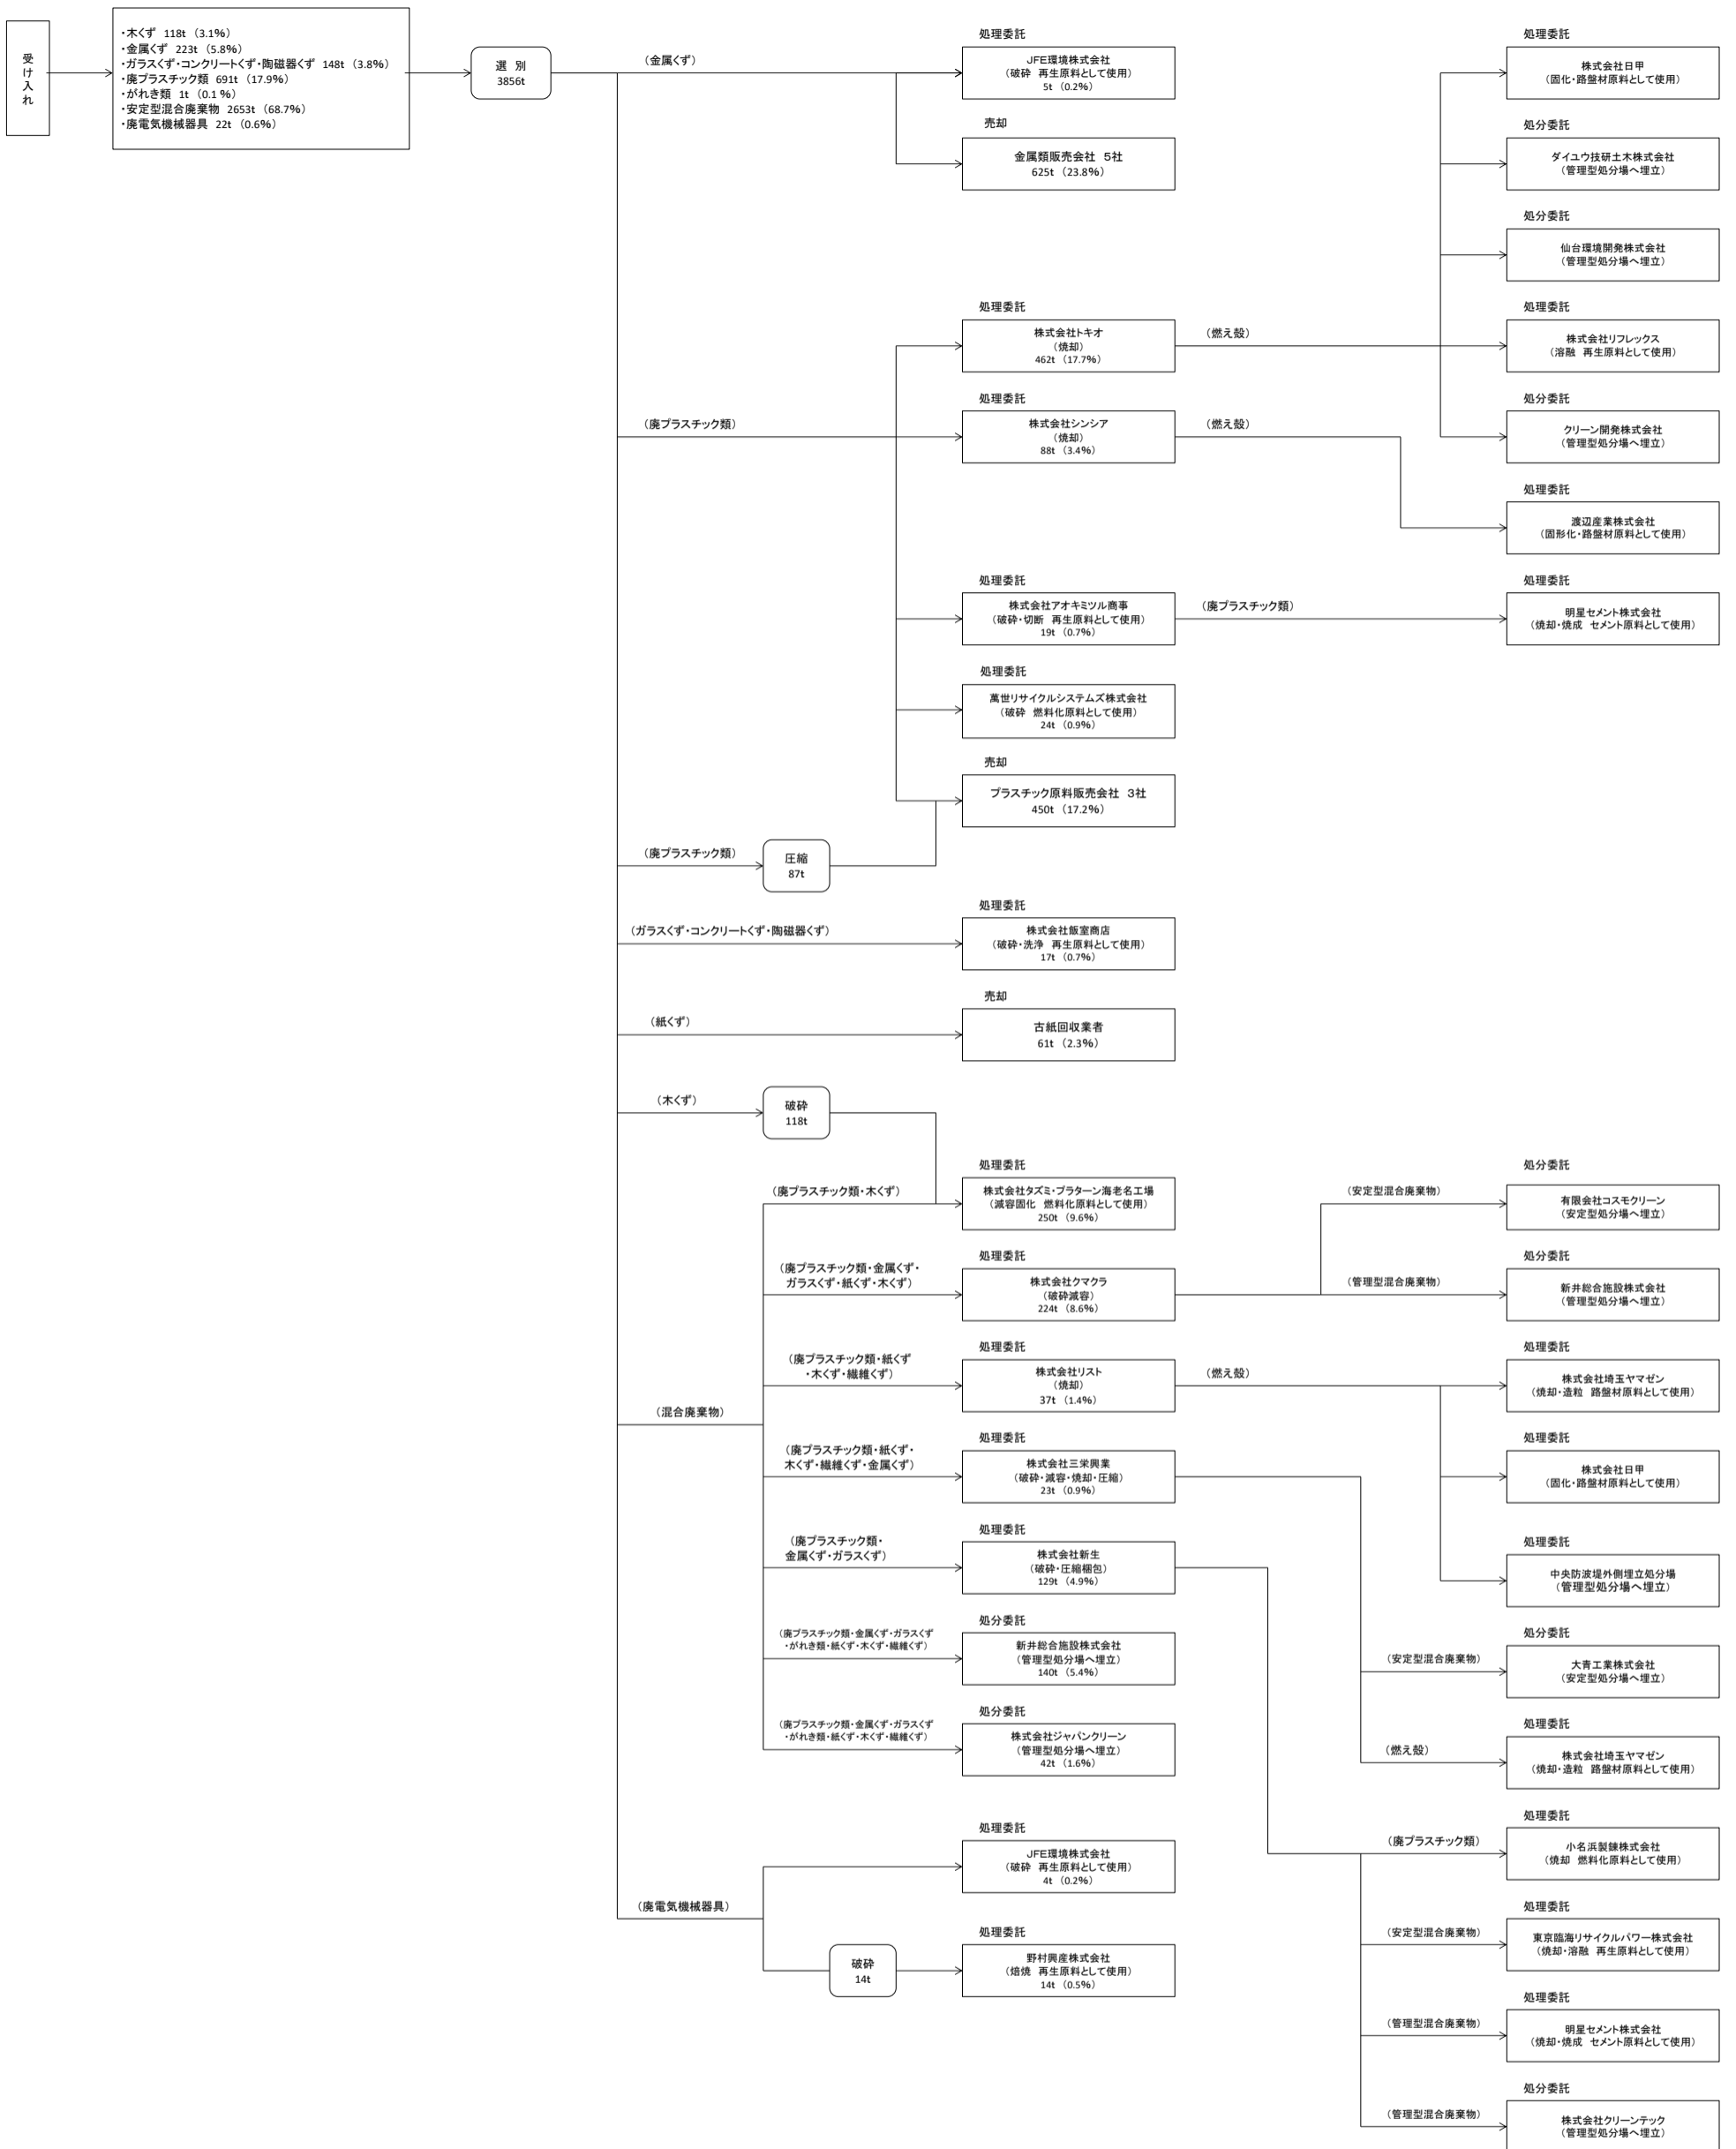 受け入れ
・木くず 118t （3.1%）
・金属くず 223t （5.8%）
・ガラスくず・コンクリートくず・陶磁器くず 148t （3.8%）
・廃プラスチック類 691t （17.9%）
・がれき類 1t （0.1 %）
・安定型混合廃棄物 2653t （68.7%）
・廃電気機械器具 22t （0.6%）
選 別
3856t
（金属くず）
処理委託
JFE環境株式会社
（破砕 再生原料として使用）
5t （0.2%）
売却
金属類販売会社 5社
625t （23.8%）
処理委託
株式会社日甲
（固化・路盤材原料として使用）
処分委託
ダイユウ技研土木株式会社
（管理型処分場へ埋立）
処分委託
仙台環境開発株式会社
（管理型処分場へ埋立）
処理委託
株式会社トキオ
（焼却）
462t （17.7%）
（燃え殻）
処理委託
株式会社リフレックス
（溶融 再生原料として使用）
（廃プラスチック類）
処理委託
株式会社シンシア
（焼却）
88t （3.4%）
（燃え殻）
処分委託
クリーン開発株式会社
（管理型処分場へ埋立）
処理委託
渡辺産業株式会社
（固形化・路盤材原料として使用）
処理委託
株式会社アオキミツル商事
（破砕・切断 再生原料として使用）
19t （0.7%）
（廃プラスチック類）
処理委託
明星セメント株式会社
（焼却・焼成 セメント原料として使用）
処理委託
萬世リサイクルシステムズ株式会社
（破砕 燃料化原料として使用）
24t （0.9%）
売却
プラスチック原料販売会社 3社
450t （17.2%）
（廃プラスチック類）
圧縮
87t
（ガラスくず・コンクリートくず・陶磁器くず）
処理委託
株式会社飯室商店
（破砕・洗浄 再生原料として使用）
17t （0.7%）
（紙くず）
売却
古紙回収業者
61t （2.3%）
（木くず）
破砕
118t
（廃プラスチック類・木くず）
処理委託
株式会社タズミ・プラターン海老名工場
（減容固化 燃料化原料として使用）
250t （9.6%）
（安定型混合廃棄物）
処分委託
有限会社コスモクリーン
（安定型処分場へ埋立）
（廃プラスチック類・金属くず・
ガラスくず・紙くず・木くず）
処理委託
株式会社クマクラ
（破砕減容）
224t （8.6%）
（管理型混合廃棄物）
処分委託
新井総合施設株式会社
（管理型処分場へ埋立）
（廃プラスチック類・紙くず
・木くず・繊維くず）
処理委託
株式会社リスト
（焼却）
37t （1.4%）
（燃え殻）
処理委託
株式会社埼玉ヤマゼン
（焼却・造粒 路盤材原料として使用）
（混合廃棄物）
（廃プラスチック類・紙くず・
木くず・繊維くず・金属くず）
処理委託
株式会社三栄興業
（破砕・減容・焼却・圧縮）
23t （0.9%）
処理委託
株式会社日甲
（固化・路盤材原料として使用）
（廃プラスチック類・
金属くず・ガラスくず）
処理委託
株式会社新生
（破砕・圧縮梱包）
129t （4.9%）
処理委託
中央防波堤外側埋立処分場
（管理型処分場へ埋立）
（廃プラスチック類・金属くず・ガラスくず
・がれき類・紙くず・木くず・繊維くず）
処分委託
新井総合施設株式会社
（管理型処分場へ埋立）
140t （5.4%）
（安定型混合廃棄物）
処分委託
大青工業株式会社
（安定型処分場へ埋立）
（廃プラスチック類・金属くず・ガラスくず
・がれき類・紙くず・木くず・繊維くず）
処分委託
株式会社ジャパンクリーン
（管理型処分場へ埋立）
42t （1.6%）
（燃え殻）
処理委託
株式会社埼玉ヤマゼン
（焼却・造粒 路盤材原料として使用）
（廃電気機械器具）
処理委託
JFE環境株式会社
（破砕 再生原料として使用）
4t （0.2%）
（廃プラスチック類）
処理委託
小名浜製錬株式会社
（焼却 燃料化原料として使用）
破砕
14t
処理委託
野村興産株式会社
（焙焼 再生原料として使用）
14t （0.5%）
（安定型混合廃棄物）
処理委託
東京臨海リサイクルパワー株式会社
（焼却・溶融 再生原料として使用）
（管理型混合廃棄物）
処理委託
明星セメント株式会社
（焼却・焼成 セメント原料として使用）
（管理型混合廃棄物）
処分委託
株式会社クリーンテック
（管理型処分場へ埋立）